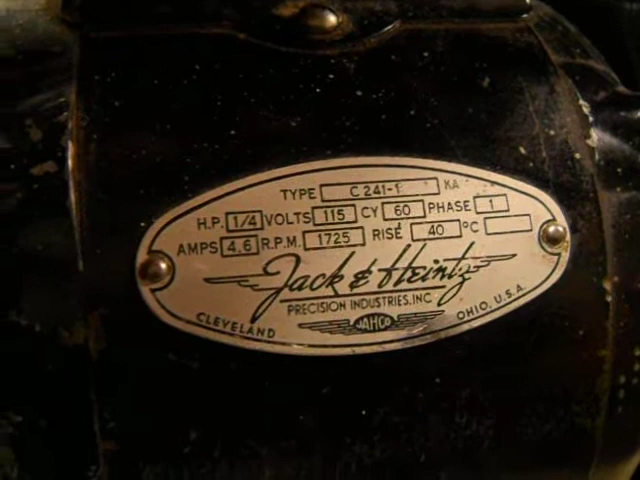 TYPE C 241-1 KA
H.P. 1/4 VOLTS 115 CY 60 PHASE 1
AMPS 4.6 R.P.M. 1725 RISE 40 °C
Jack & Heintz
PRECISION INDUSTRIES, INC
CLEVELAND JAHCO OHIO, U.S.A.